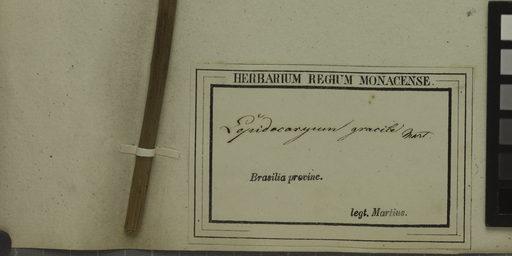 HERBARIUM REGIUM MONACENSE.
Lepidocaryum gracile Mart.
Brasilia provinc.
legt. Martius.